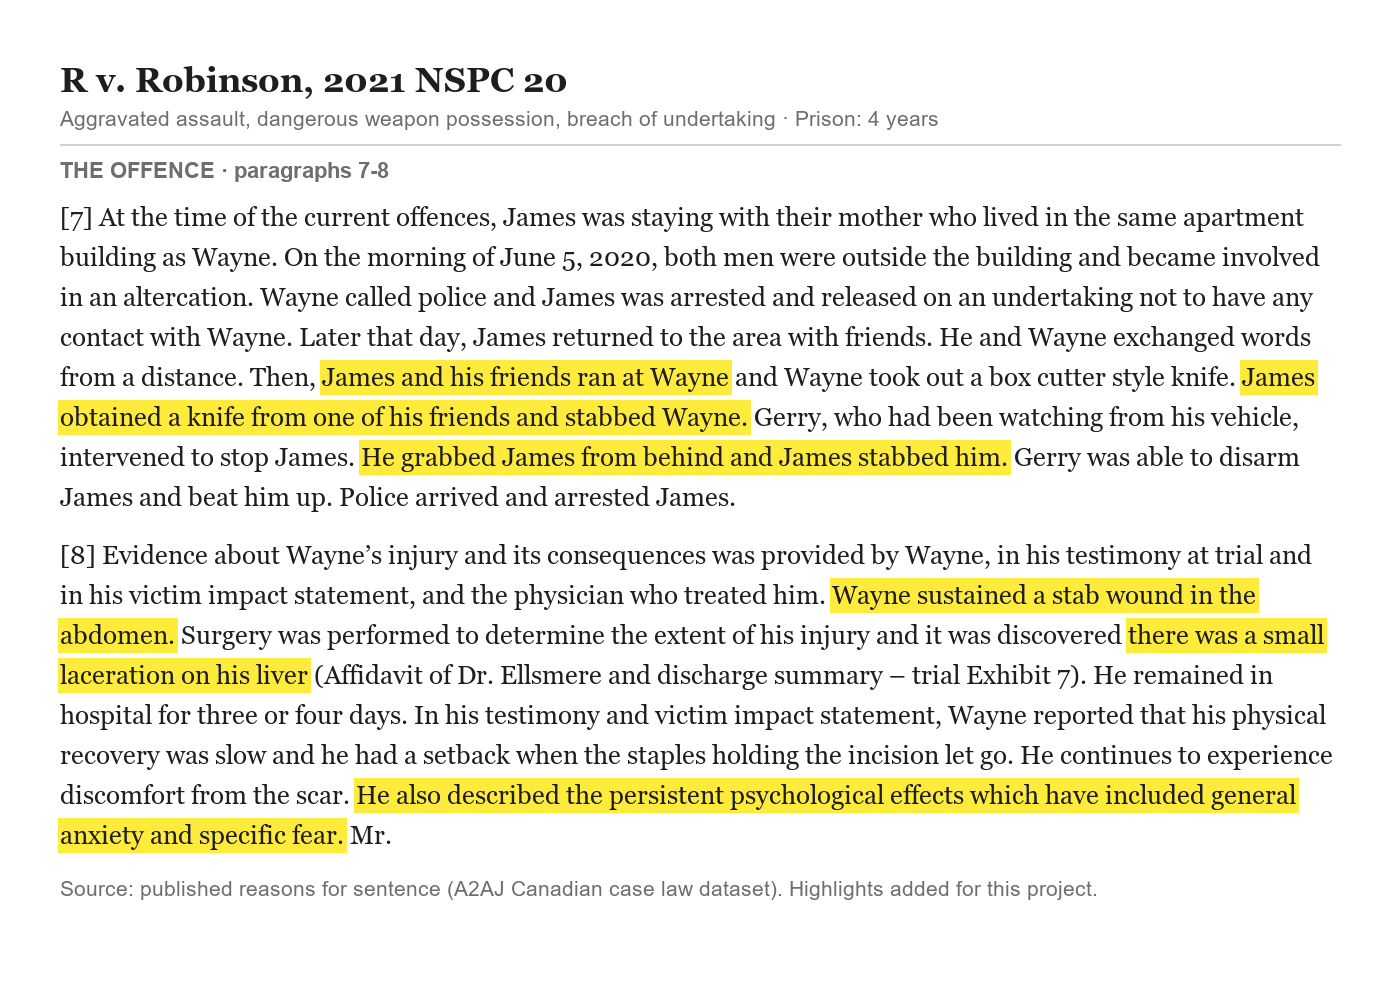 R v. Robinson, 2021 NSPC 20
Aggravated assault, dangerous weapon possession, breach of undertaking · Prison: 4 years
THE OFFENCE · paragraphs 7-8
[7] At the time of the current offences, James was staying with their mother who lived in the same apartment
building as Wayne. On the morning of June 5, 2020, both men were outside the building and became involved
in an altercation. Wayne called police and James was arrested and released on an undertaking not to have any
contact with Wayne. Later that day, James returned to the area with friends. He and Wayne exchanged words
from a distance. Then, James and his friends ran at Wayne and Wayne took out a box cutter style knife. James
obtained a knife from one of his friends and stabbed Wayne. Gerry, who had been watching from his vehicle,
intervened to stop James. He grabbed James from behind and James stabbed him. Gerry was able to disarm
James and beat him up. Police arrived and arrested James.
[8] Evidence about Wayne’s injury and its consequences was provided by Wayne, in his testimony at trial and
in his victim impact statement, and the physician who treated him. Wayne sustained a stab wound in the
abdomen. Surgery was performed to determine the extent of his injury and it was discovered there was a small
laceration on his liver (Affidavit of Dr. Ellsmere and discharge summary – trial Exhibit 7). He remained in
hospital for three or four days. In his testimony and victim impact statement, Wayne reported that his physical
recovery was slow and he had a setback when the staples holding the incision let go. He continues to experience
discomfort from the scar. He also described the persistent psychological effects which have included general
anxiety and specific fear. Mr.
Source: published reasons for sentence (A2AJ Canadian case law dataset). Highlights added for this project.